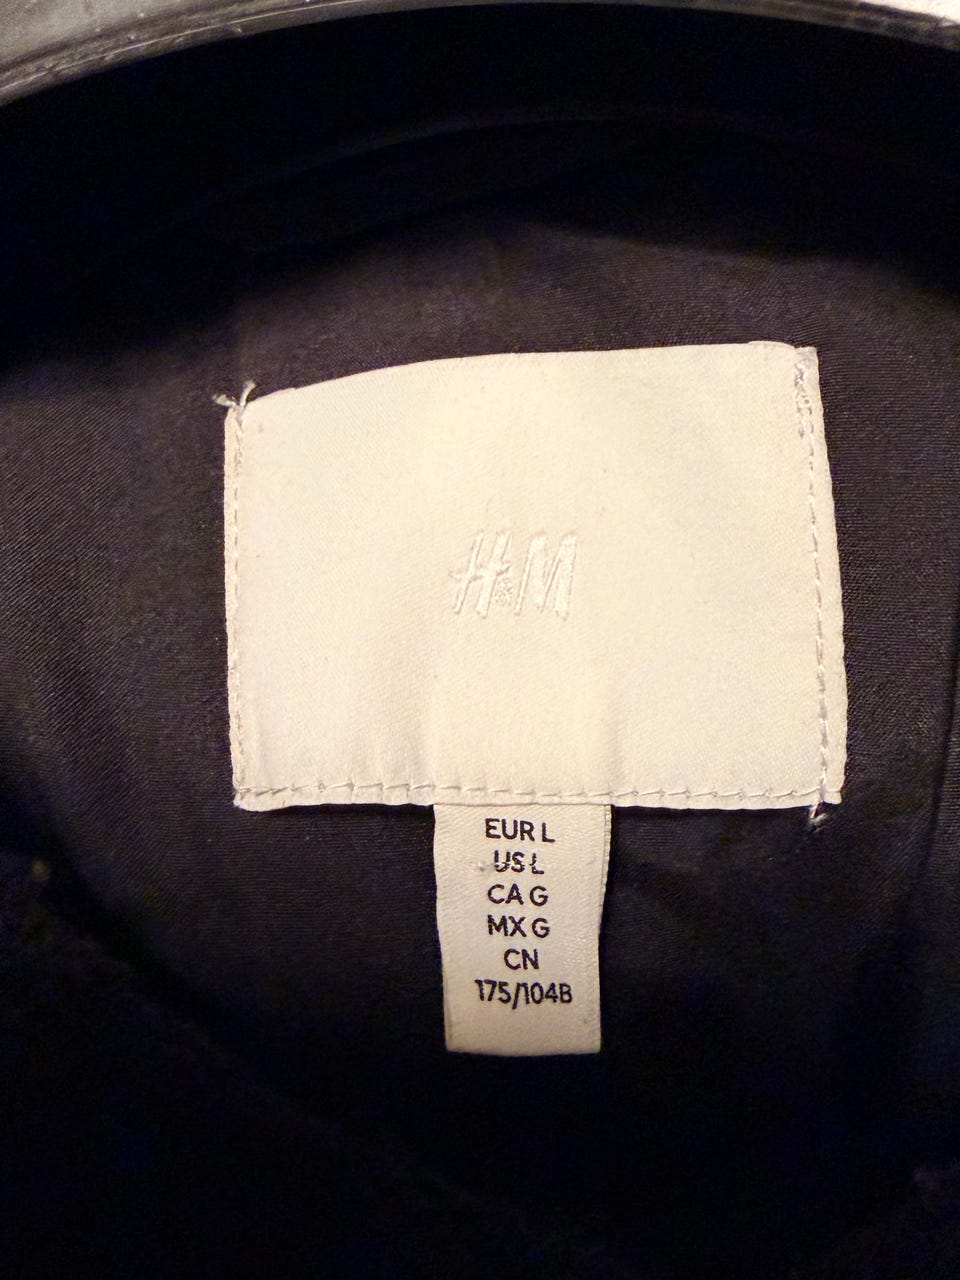 H&M
EUR L
US L
CA G
MX G
CN
175/104B